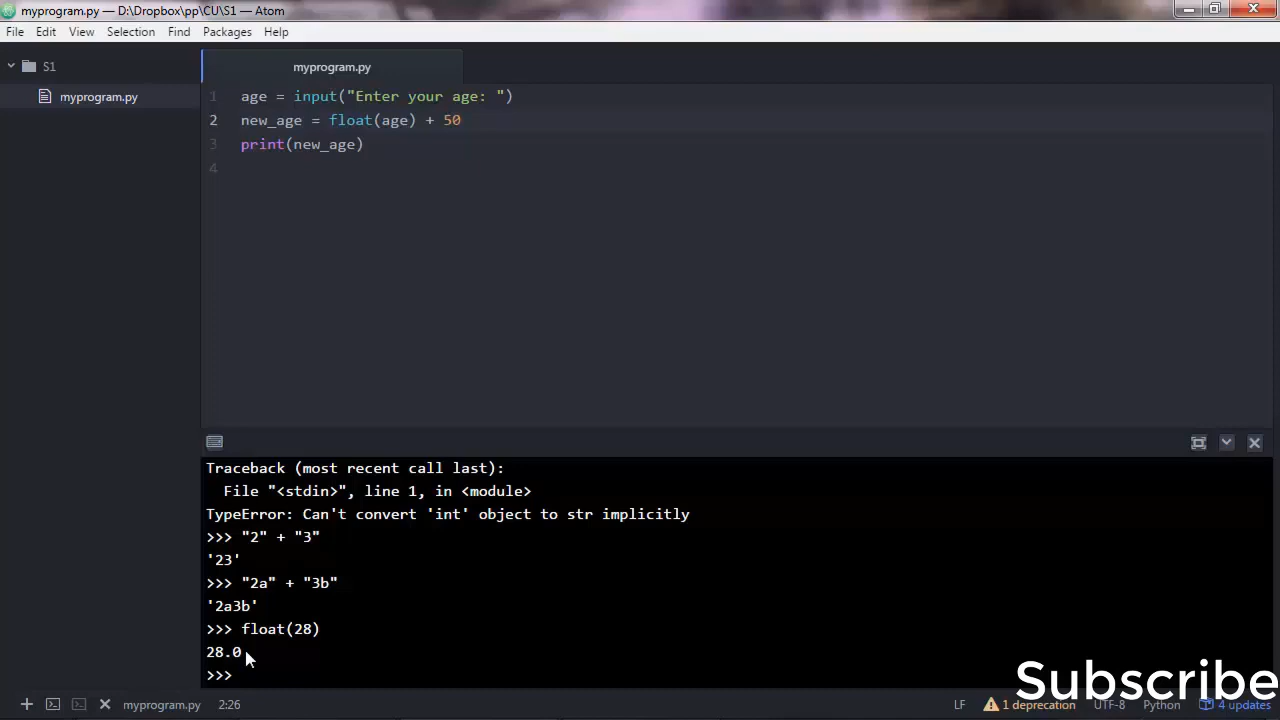 myprogram.py — D:\Dropbox\pp\CU\S1 — Atom
File Edit View Selection Find Packages Help
S1
myprogram.py
myprogram.py
1 age = input("Enter your age: ")
2 new_age = float(age) + 50
3 print(new_age)
4
Traceback (most recent call last):
File "<stdin>", line 1, in <module>
TypeError: Can't convert 'int' object to str implicitly
>>> "2" + "3"
'23'
>>> "2a" + "3b"
'2a3b'
>>> float(28)
28.0
>>>
Subscribe
myprogram.py 2:26 LF 1 deprecation UTF-8 Python 4 updates